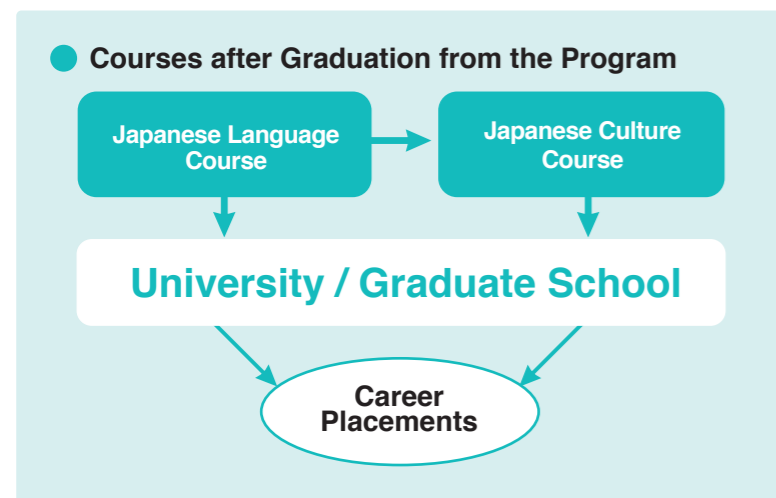 Courses after Graduation from the Program
Japanese Language
Course
Japanese Culture
Course
University / Graduate School
Career
Placements